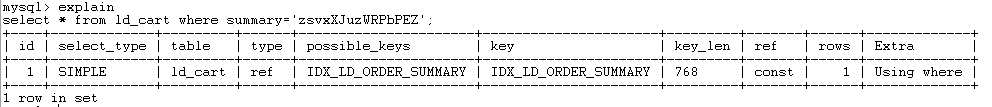 mysql> explain
select * from ld_cart where summary='zsvxXJuzWRPbPEZ';
+----+-------------+---------+------+----------------------+----------------------+---------+-------+------+-------------+
| id | select_type | table   | type | possible_keys        | key                  | key_len | ref   | rows | Extra       |
+----+-------------+---------+------+----------------------+----------------------+---------+-------+------+-------------+
|  1 | SIMPLE      | ld_cart | ref  | IDX_LD_ORDER_SUMMARY | IDX_LD_ORDER_SUMMARY | 768     | const |    1 | Using where |
+----+-------------+---------+------+----------------------+----------------------+---------+-------+------+-------------+
1 row in set